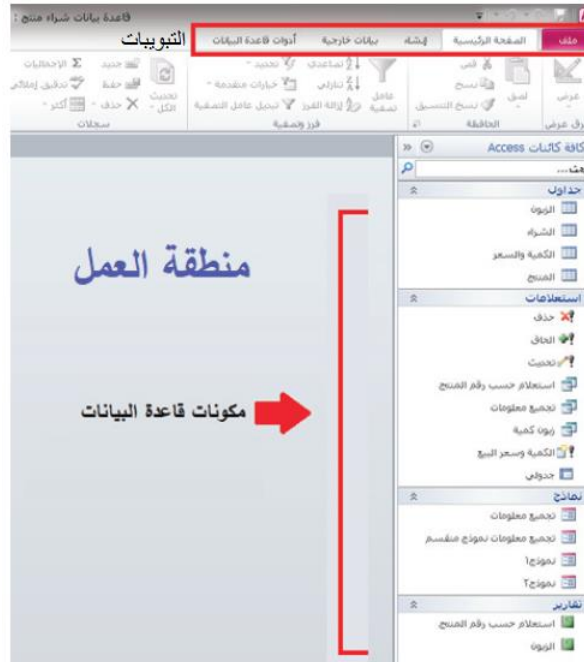 قاعدة بيانات شراء منتج :
ملف الصفحة الرئيسية إنشاء بيانات خارجية أدوات قاعدة البيانات التبويبات
عرض
لصق
قص
نسخ
نسخ التنسيق
الحافظة
عامل تصفية
تصاعدي
تنازلي
إزالة الفرز
تحديد
خيارات متقدمة
تبديل عامل التصفية
فرز وتصفية
تحديث الكل
جديد
حفظ
حذف
الإجماليات
تدقيق إملائي
أكثر
سجلات
كافة كائنات Access
جداول
الزبون
الشراء
الكمية والسعر
المنتج
استعلامات
حذف
الحاق
تحديث
استعلام حسب رقم المنتج
تجميع معلومات
زبون كمية
الكمية وسعر البيع
جدولي
نماذج
تجميع معلومات
تجميع معلومات نموذج منقسم
نموذج١
نموذج٢
تقارير
استعلام حسب رقم المنتج
الزبون
منطقة العمل
مكونات قاعدة البيانات